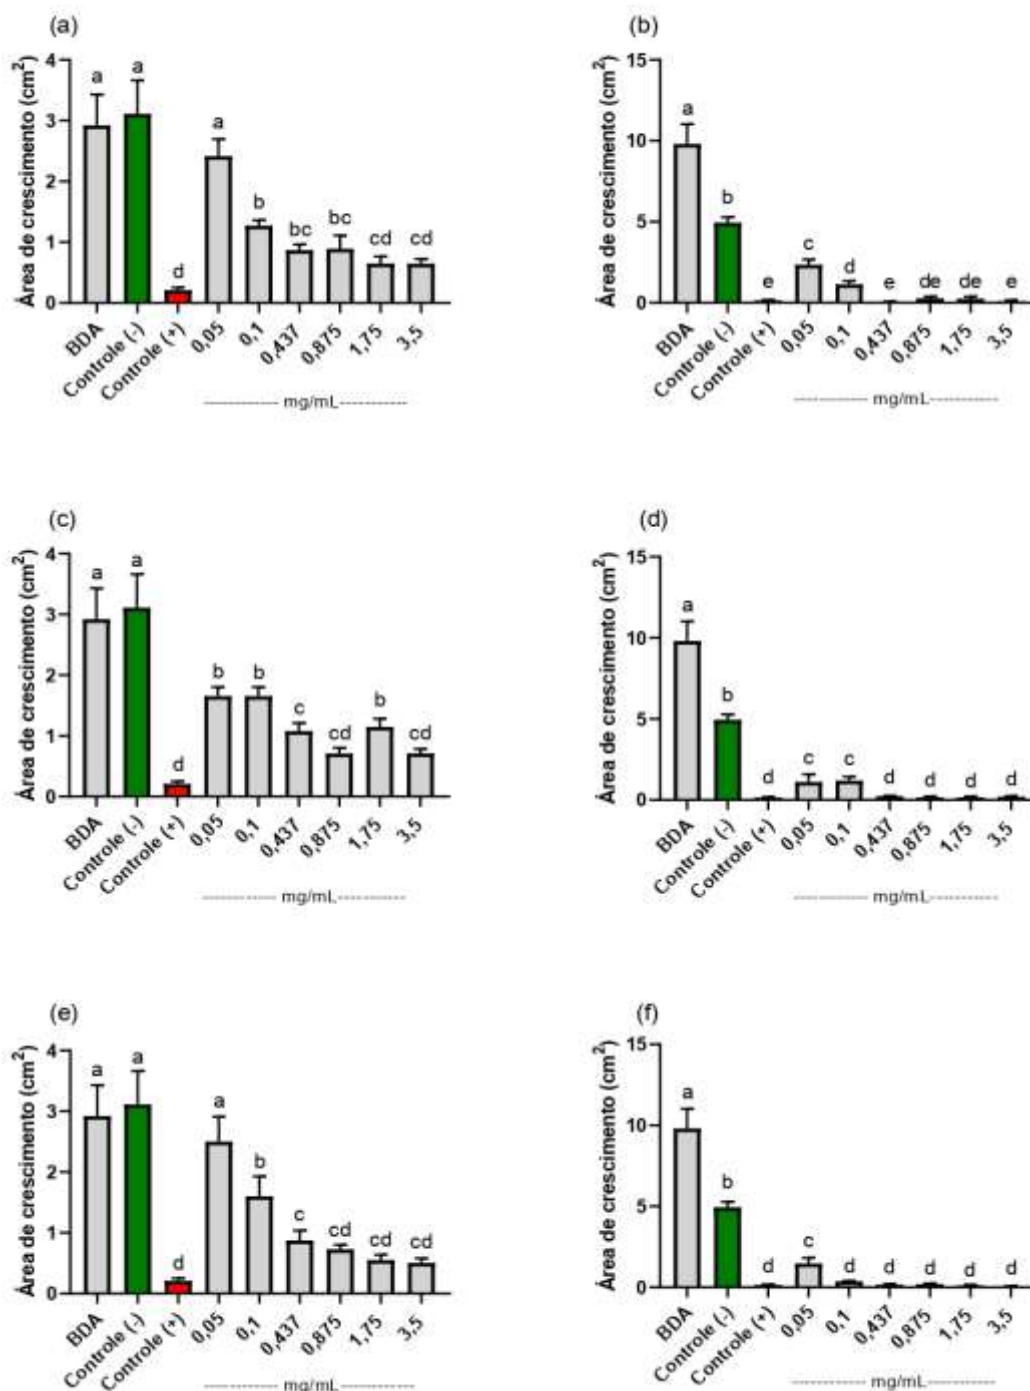 (a)
Área de crescimento (cm²)
4
3
2
1
0
a
a
d
a
b
bc
bc
cd
cd
BDA
Controle (-)
Controle (+)
0,05
0,1
0,437
0,875
1,75
3,5
------------- mg/mL------------
(b)
Área de crescimento (cm²)
15
10
5
0
a
b
e
c
d
e
de
de
e
BDA
Controle (-)
Controle (+)
0,05
0,1
0,437
0,875
1,75
3,5
------------- mg/mL------------
(c)
Área de crescimento (cm²)
4
3
2
1
0
a
a
d
b
b
c
cd
b
cd
BDA
Controle (-)
Controle (+)
0,05
0,1
0,437
0,875
1,75
3,5
------------- mg/mL------------
(d)
Área de crescimento (cm²)
15
10
5
0
a
b
d
c
c
d
d
d
d
BDA
Controle (-)
Controle (+)
0,05
0,1
0,437
0,875
1,75
3,5
------------- mg/mL------------
(e)
Área de crescimento (cm²)
4
3
2
1
0
a
a
d
a
b
c
cd
cd
cd
BDA
Controle (-)
Controle (+)
0,05
0,1
0,437
0,875
1,75
3,5
------------- mg/mL------------
(f)
Área de crescimento (cm²)
15
10
5
0
a
b
d
c
d
d
d
d
d
BDA
Controle (-)
Controle (+)
0,05
0,1
0,437
0,875
1,75
3,5
------------- mg/mL------------